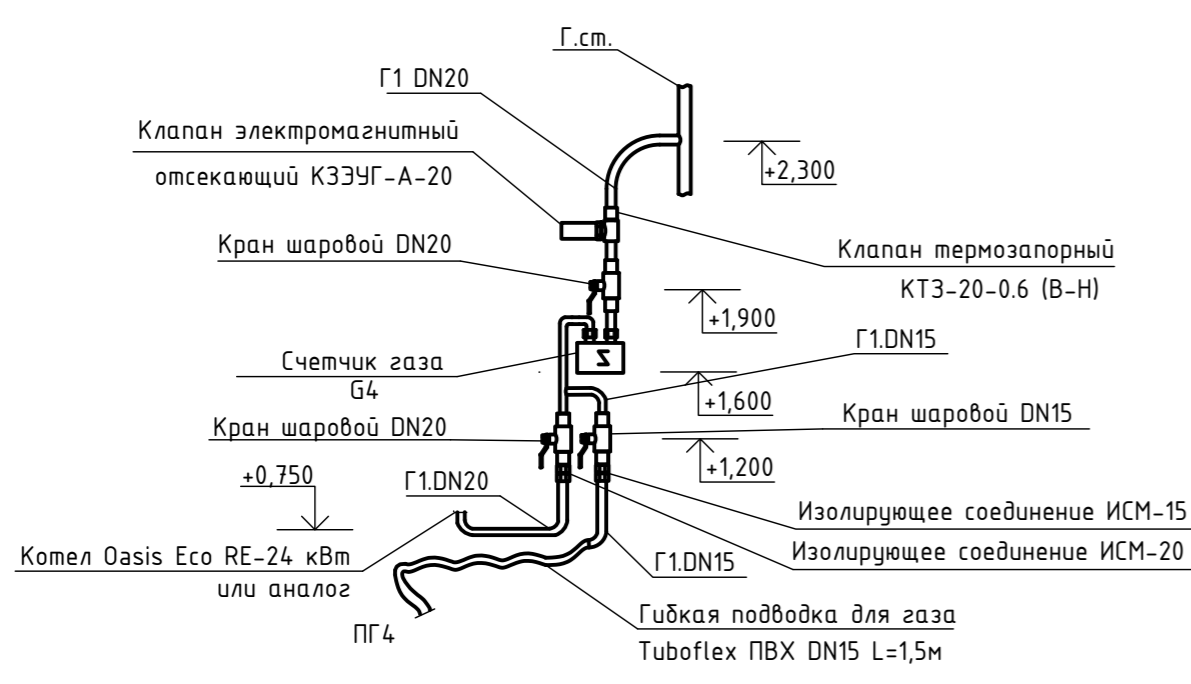 Г.ст.
Г1 DN20
Клапан электромагнитный
отсекающий КЗЭУГ-А-20
+2,300
Кран шаровой DN20
Клапан термозапорный
КТЗ-20-0.6 (В-Н)
+1,900
Г1.DN15
Счетчик газа
G4
+1,600
Кран шаровой DN15
Кран шаровой DN20
+1,200
+0,750
Г1.DN20
Изолирующее соединение ИСМ-15
Котел Oasis Eco RE-24 кВт
или аналог
Изолирующее соединение ИСМ-20
Г1.DN15
ПГ4
Гибкая подводка для газа
Tuboflex ПВХ DN15 L=1,5м